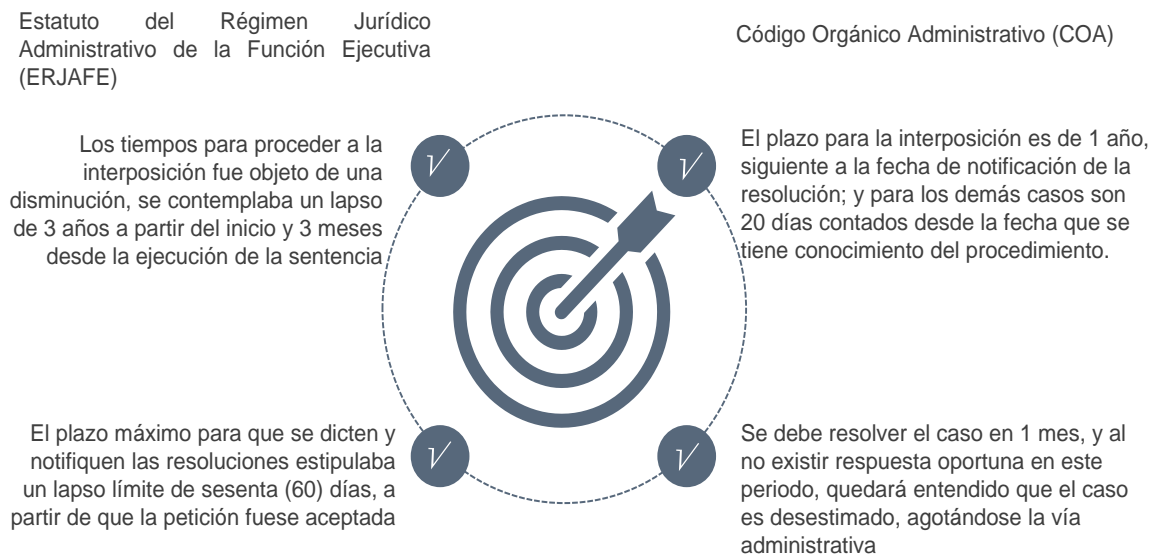 Estatuto del Régimen Jurídico
Administrativo de la Función Ejecutiva
(ERJAFE)
Código Orgánico Administrativo (COA)
Los tiempos para proceder a la
interposición fue objeto de una
disminución, se contemplaba un lapso
de 3 años a partir del inicio y 3 meses
desde la ejecución de la sentencia
El plazo para la interposición es de 1 año,
siguiente a la fecha de notificación de la
resolución; y para los demás casos son
20 días contados desde la fecha que se
tiene conocimiento del procedimiento.
El plazo máximo para que se dicten y
notifiquen las resoluciones estipulaba
un lapso límite de sesenta (60) días, a
partir de que la petición fuese aceptada
Se debe resolver el caso en 1 mes, y al
no existir respuesta oportuna en este
periodo, quedará entendido que el caso
es desestimado, agotándose la vía
administrativa